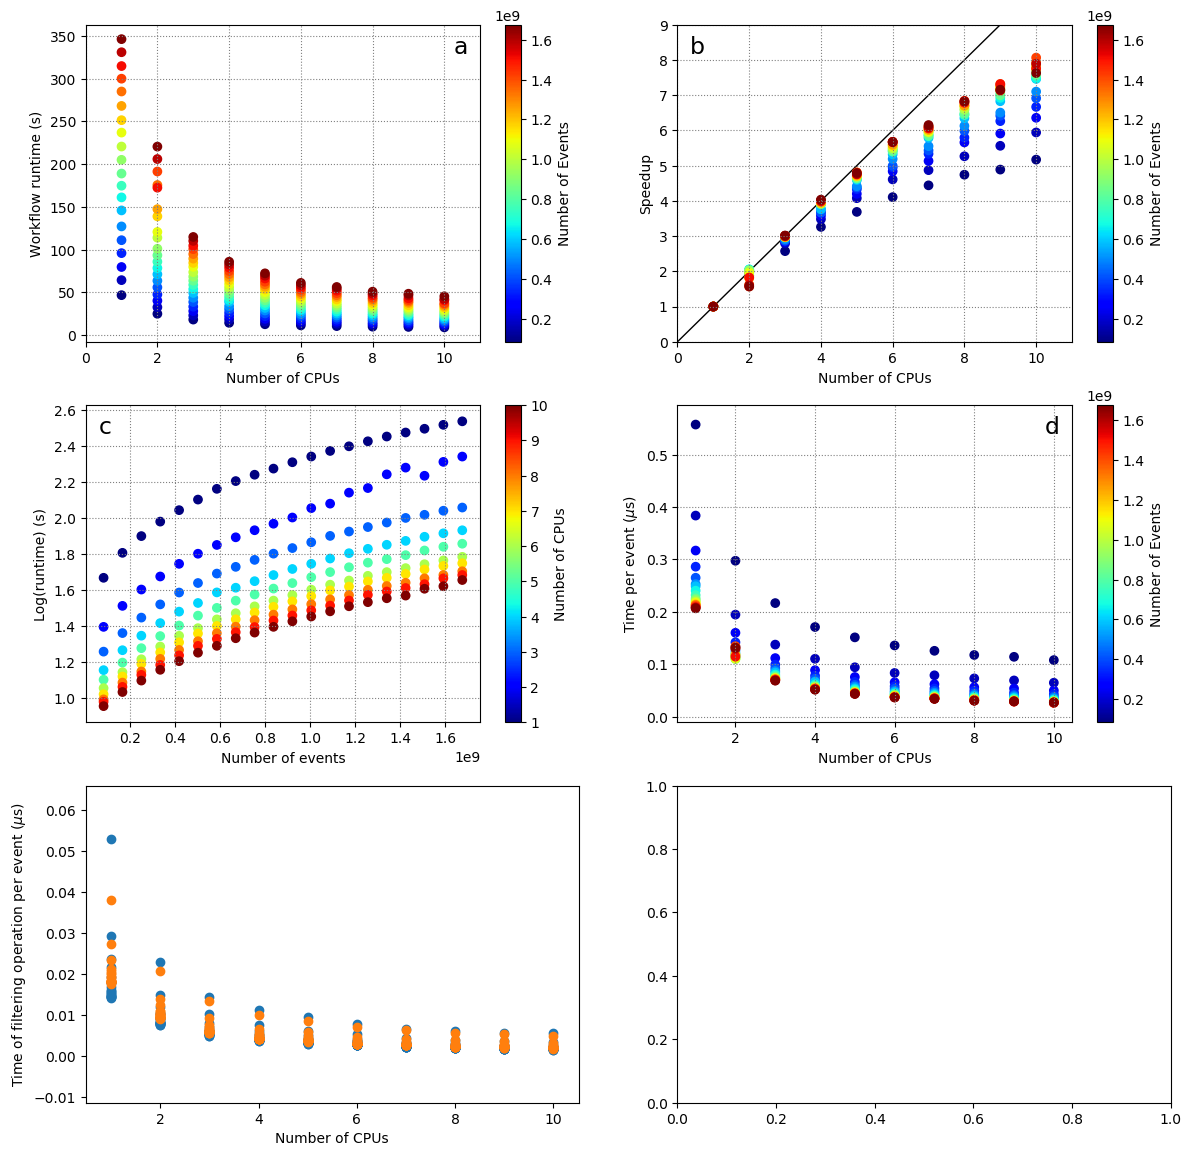 1e9
a
350
300
250
200
150
100
50
0
Workflow runtime (s)
0 2 4 6 8 10
Number of CPUs
1.6
1.4
1.2
1.0
0.8
0.6
0.4
0.2
Number of Events
1e9
b
9
8
7
6
5
4
3
2
1
0
Speedup
0 2 4 6 8 10
Number of CPUs
1.6
1.4
1.2
1.0
0.8
0.6
0.4
0.2
Number of Events
c
2.6
2.4
2.2
2.0
1.8
1.6
1.4
1.2
1.0
Log(runtime) (s)
0.2 0.4 0.6 0.8 1.0 1.2 1.4 1.6
Number of events
1e9
10
9
8
7
6
5
4
3
2
1
Number of CPUs
1e9
d
0.5
0.4
0.3
0.2
0.1
0.0
Time per event (μs)
2 4 6 8 10
Number of CPUs
1.6
1.4
1.2
1.0
0.8
0.6
0.4
0.2
Number of Events
0.06
0.05
0.04
0.03
0.02
0.01
0.00
−0.01
Time of filtering operation per event (μs)
2 4 6 8 10
Number of CPUs
1.0
0.8
0.6
0.4
0.2
0.0
0.0 0.2 0.4 0.6 0.8 1.0